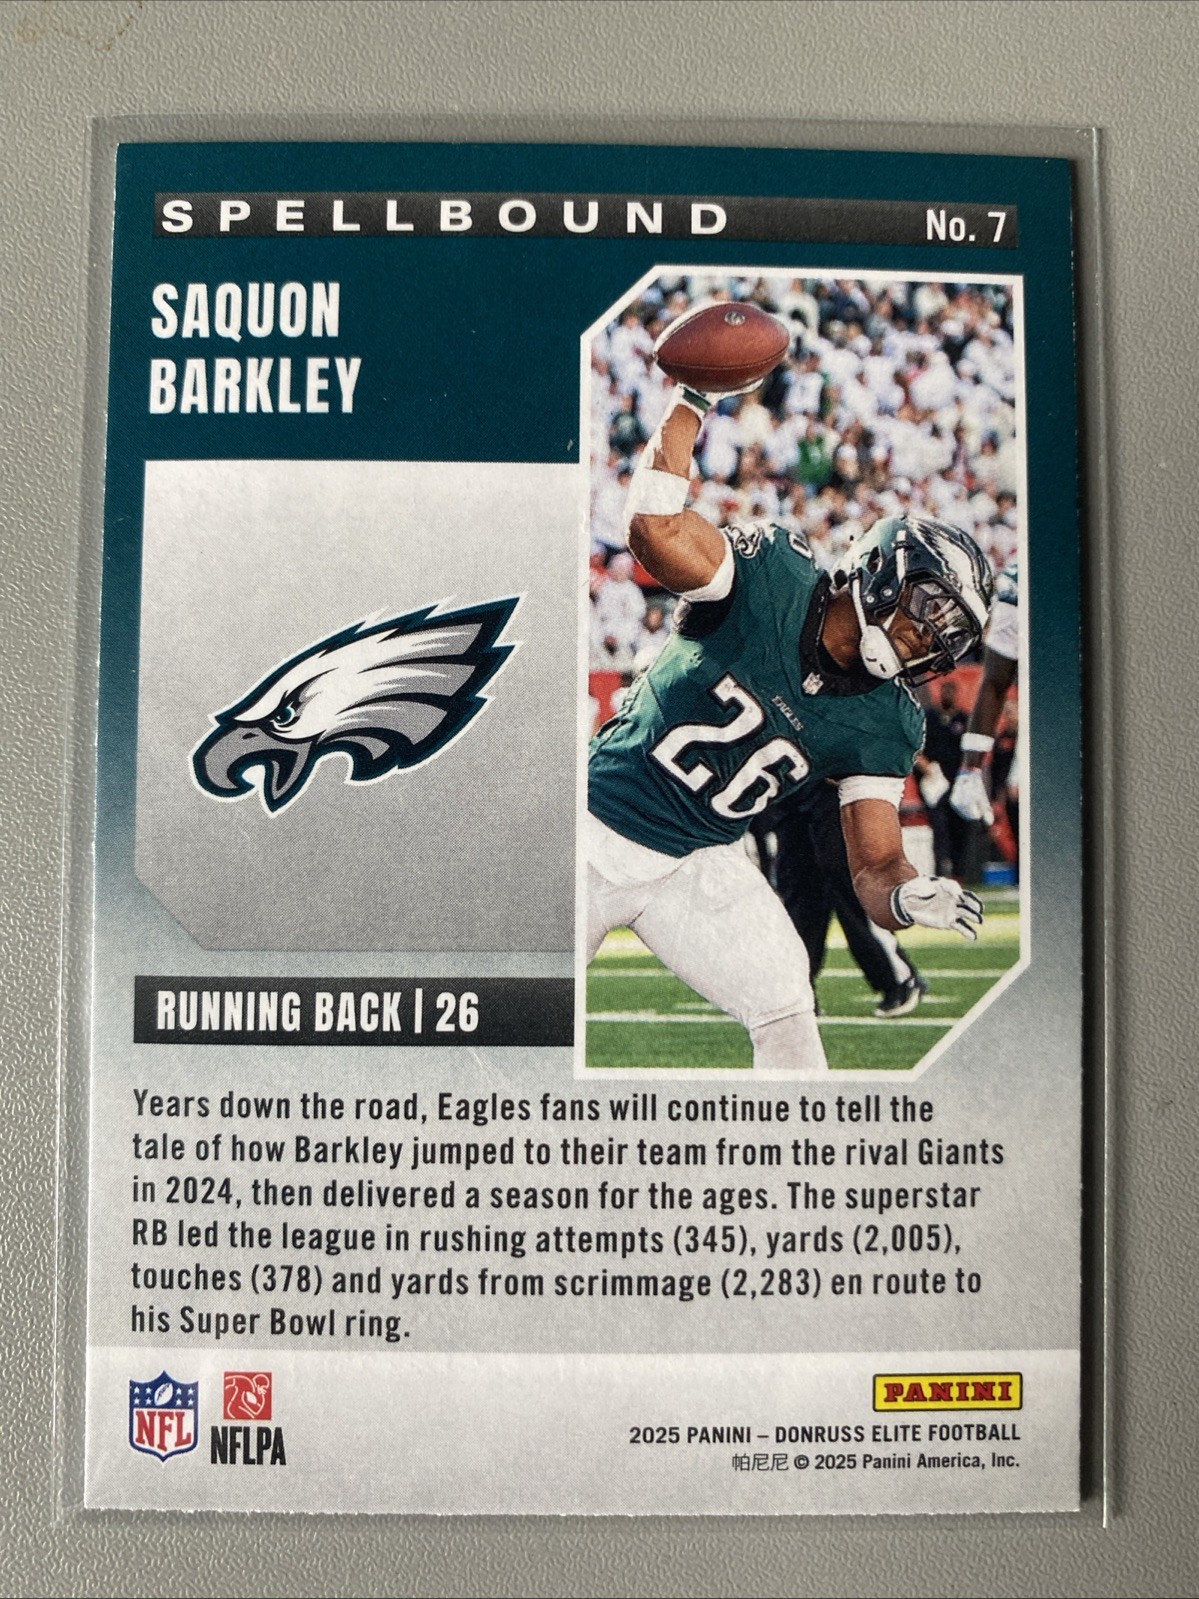 SPELLBOUND
No. 7
SAQUON
BARKLEY
EAGLES
26
RUNNING BACK | 26
Years down the road, Eagles fans will continue to tell the
tale of how Barkley jumped to their team from the rival Giants
in 2024, then delivered a season for the ages. The superstar
RB led the league in rushing attempts (345), yards (2,005),
touches (378) and yards from scrimmage (2,283) en route to
his Super Bowl ring.
NFL
NFLPA
PANINI
2025 PANINI – DONRUSS ELITE FOOTBALL
帕尼尼 © 2025 Panini America, Inc.